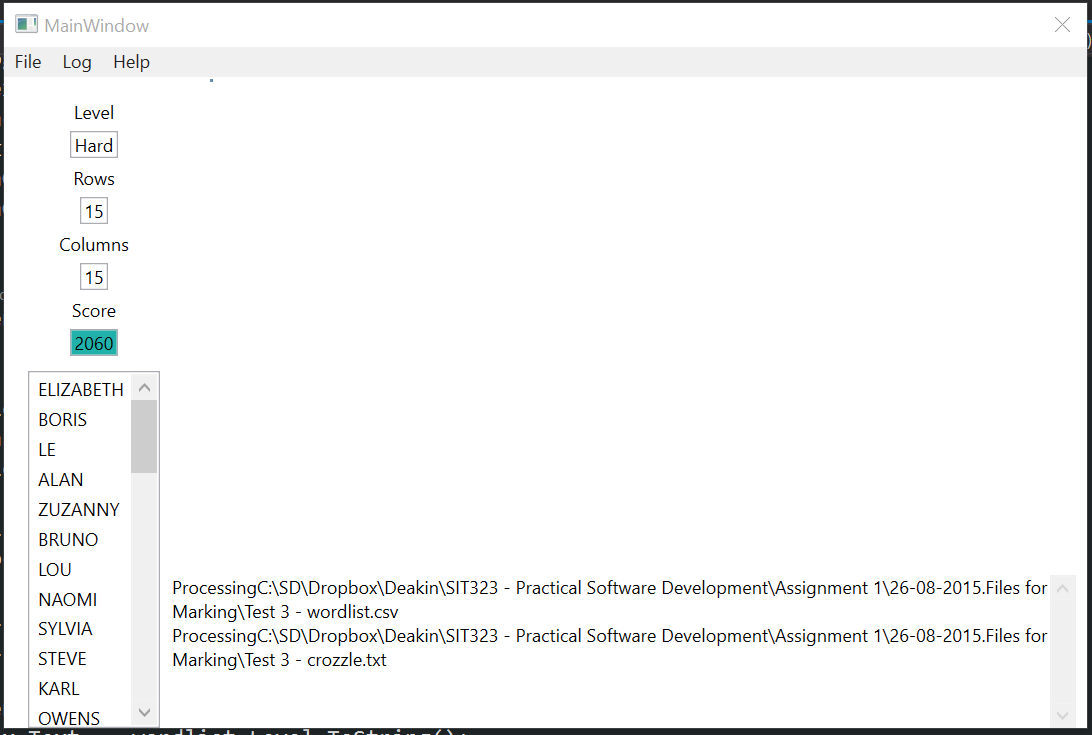 MainWindow
File Log Help
Level
Hard
Rows
15
Columns
15
Score
2060
ELIZABETH
BORIS
LE
ALAN
ZUZANNY
BRUNO
LOU
NAOMI
SYLVIA
STEVE
KARL
OWENS
ProcessingC:\SD\Dropbox\Deakin\SIT323 - Practical Software Development\Assignment 1\26-08-2015.Files for
Marking\Test 3 - wordlist.csv
ProcessingC:\SD\Dropbox\Deakin\SIT323 - Practical Software Development\Assignment 1\26-08-2015.Files for
Marking\Test 3 - crozzle.txt